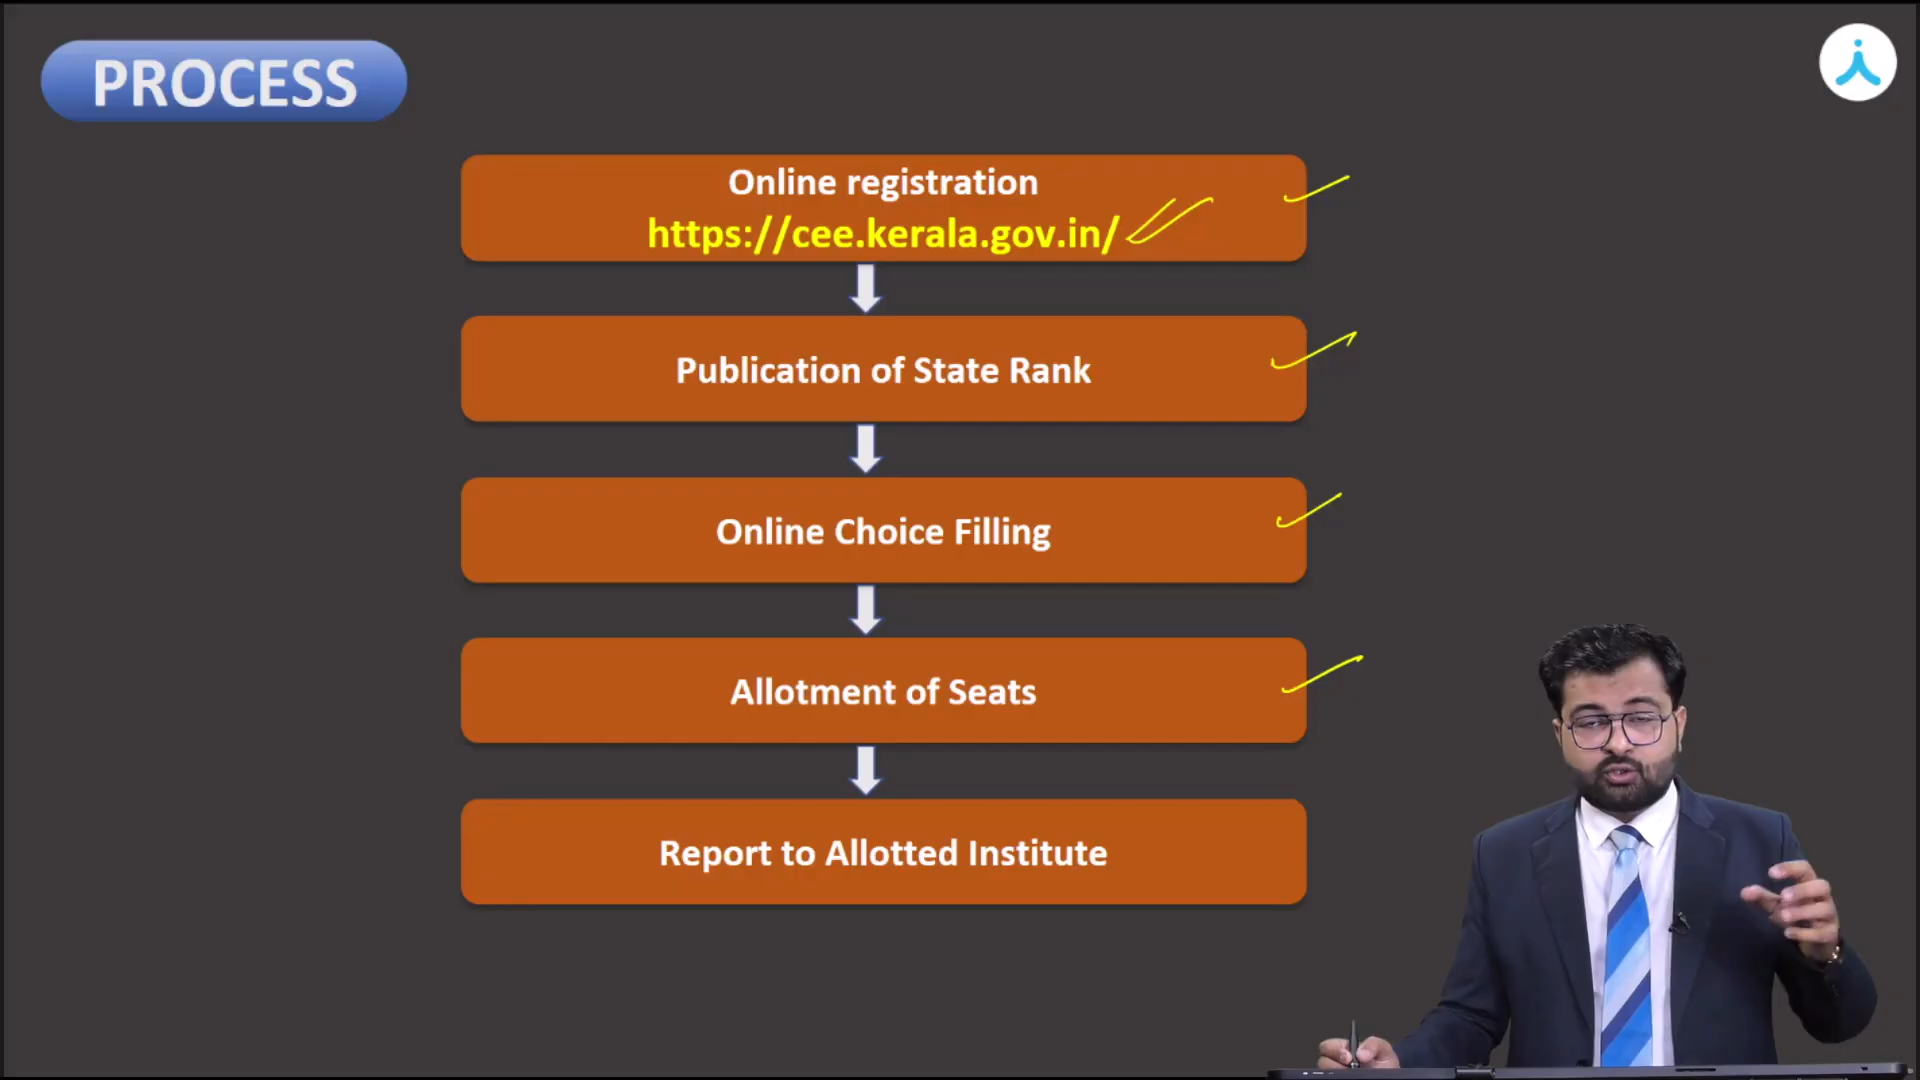 PROCESS
Online registration
https://cee.kerala.gov.in/
Publication of State Rank
Online Choice Filling
Allotment of Seats
Report to Allotted Institute